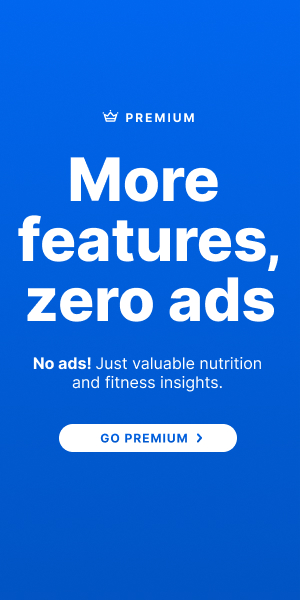 PREMIUM
More
features,
zero ads
No ads! Just valuable nutrition
and fitness insights.
GO PREMIUM